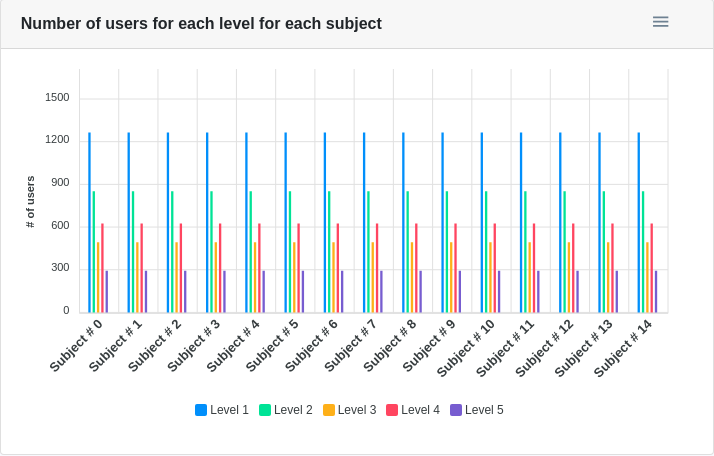 Number of users for each level for each subject
1500
1200
900
600
300
0
# of users
Subject # 0
Subject # 1
Subject # 2
Subject # 3
Subject # 4
Subject # 5
Subject # 6
Subject # 7
Subject # 8
Subject # 9
Subject # 10
Subject # 11
Subject # 12
Subject # 13
Subject # 14
Level 1 Level 2 Level 3 Level 4 Level 5